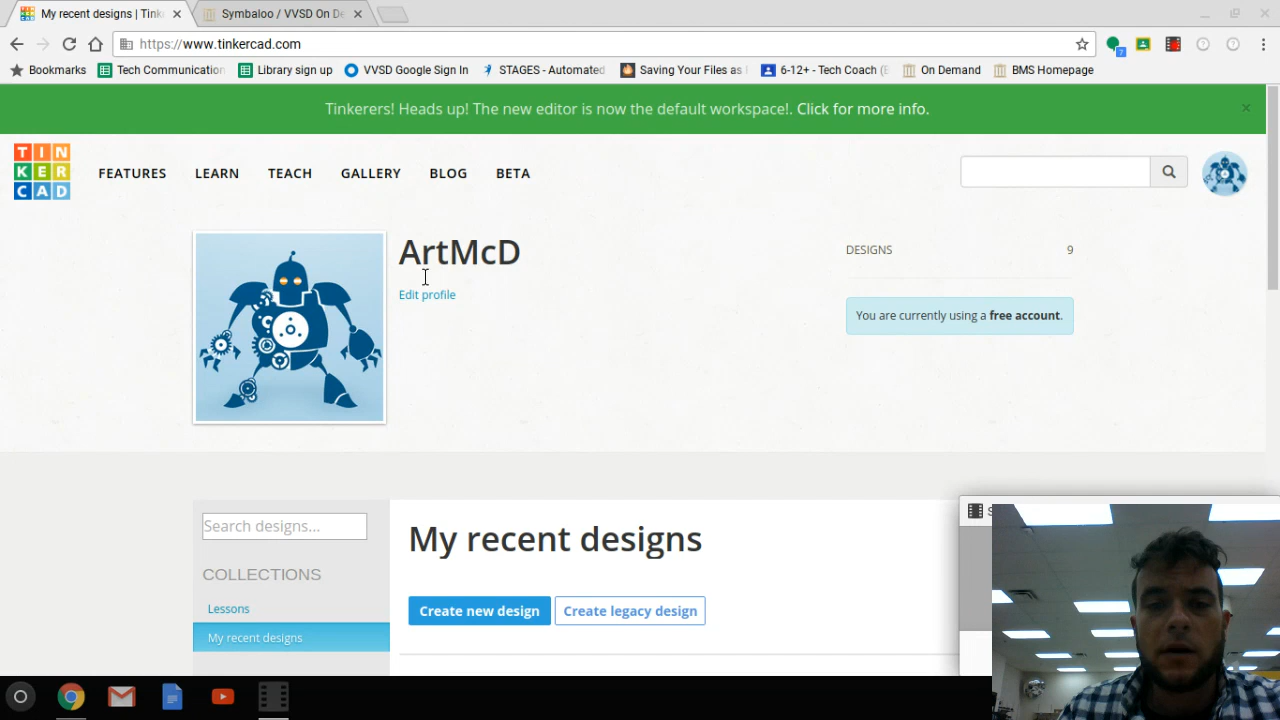 My recent designs | Tink
Symbaloo / VVSD On De
https://www.tinkercad.com
Bookmarks
Tech Communication
Library sign up
VVSD Google Sign In
STAGES - Automated
Saving Your Files as
6-12+ - Tech Coach (E
On Demand
BMS Homepage
7
Tinkerers! Heads up! The new editor is now the default workspace!. Click for more info.
×
TIN
KER
CAD
FEATURES
LEARN
TEACH
GALLERY
BLOG
BETA
ArtMcD
Edit profile
DESIGNS
9
You are currently using a free account.
Search designs...
COLLECTIONS
Lessons
My recent designs
My recent designs
Create new design
Create legacy design
S